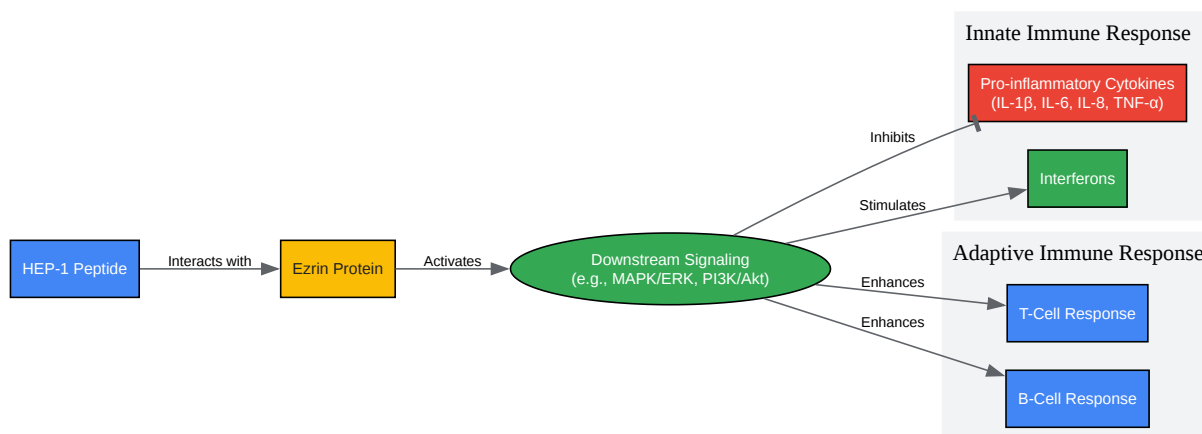 Innate Immune Response
Pro-inflammatory Cytokines
(IL-1β, IL-6, IL-8, TNF-α)
Inhibits
Interferons
Stimulates
Adaptive Immune Response
HEP-1 Peptide
Interacts with
Ezrin Protein
Activates
Downstream Signaling
(e.g., MAPK/ERK, PI3K/Akt)
Enhances
T-Cell Response
Enhances
B-Cell Response